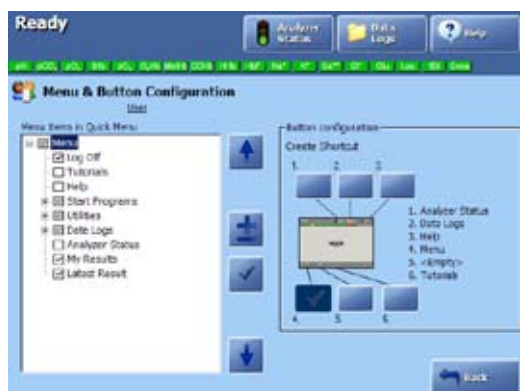 Ready
Analyzer Status
Data Logs
Help
Menu & Button Configuration
User
Menu Items in Quick Menu
Menu
Log Off
Tutorials
Help
Start Programs
Utilities
Data Logs
Analyzer Status
My Results
Latest Result
Button configuration
Create Shortcut
1. 2. 3.
1. Analyzer Status
2. Data Logs
3. Help
4. Menu
5. <Empty>
6. Tutorials
4. 5. 6.
Back